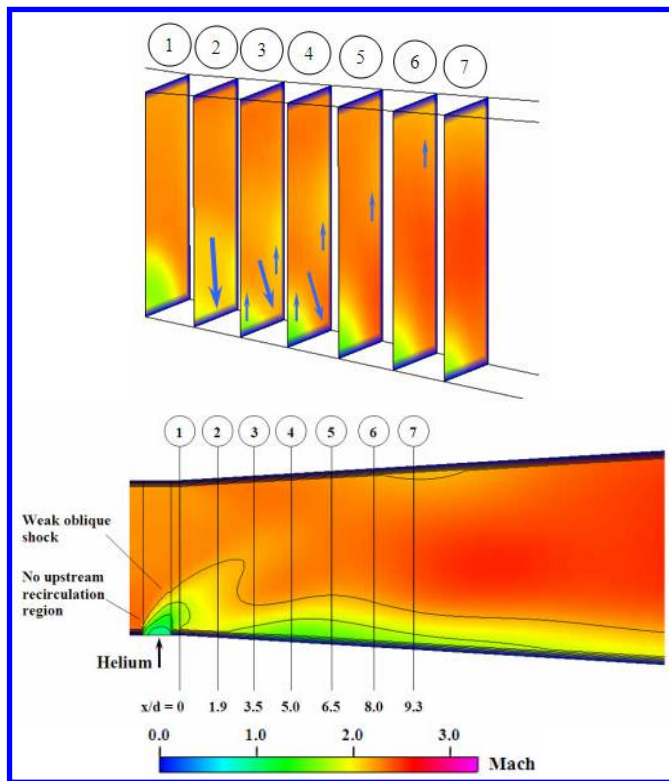 1 2 3 4 5 6 7
1 2 3 4 5 6 7
Weak oblique
shock
No upstream
recirculation
region
Helium
x/d = 0 1.9 3.5 5.0 6.5 8.0 9.3
0.0 1.0 2.0 3.0
Mach